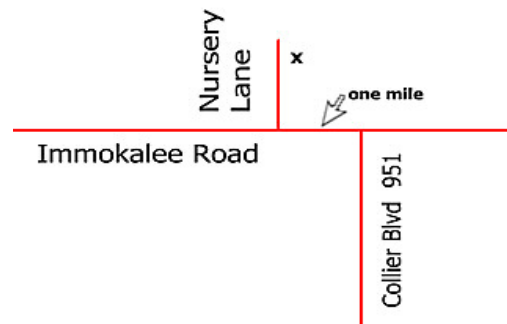 Nursery
Lane
x
one mile
Immokalee Road
Collier Blvd 951